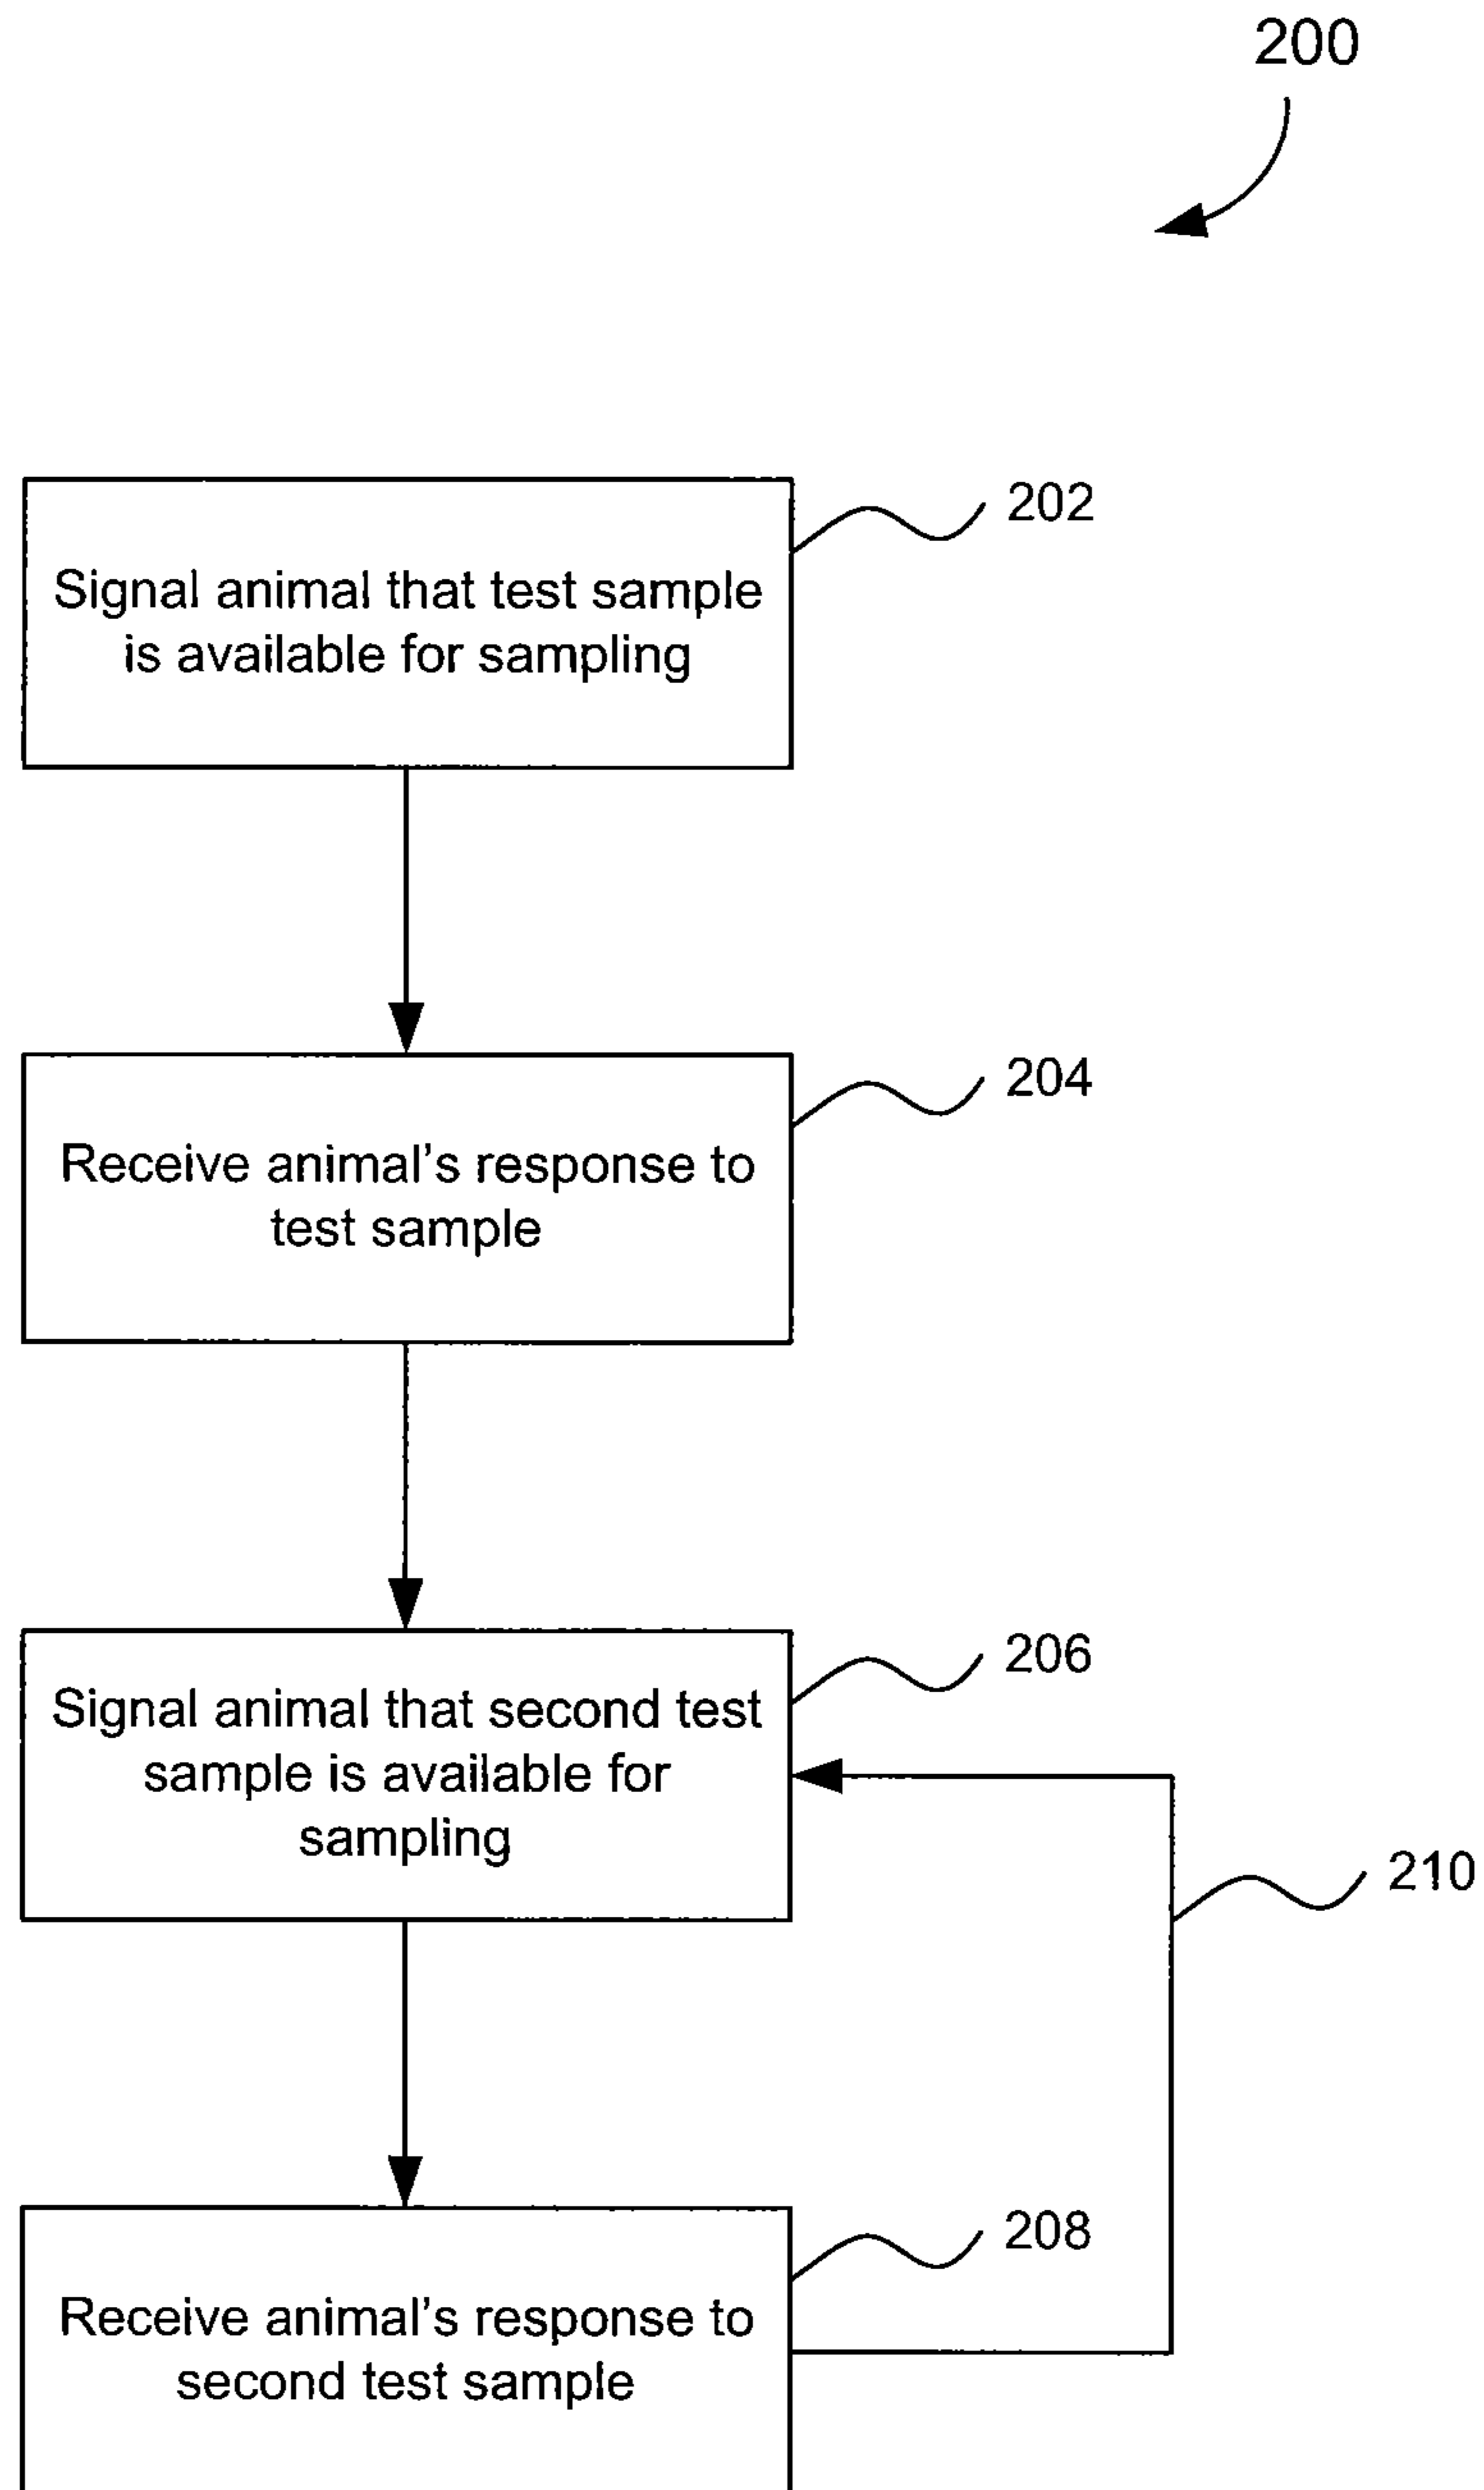 200
202
Signal animal that test sample
is available for sampling
204
Receive animal's response to
test sample
206
Signal animal that second test
sample is available for
sampling
210
208
Receive animal's response to
second test sample